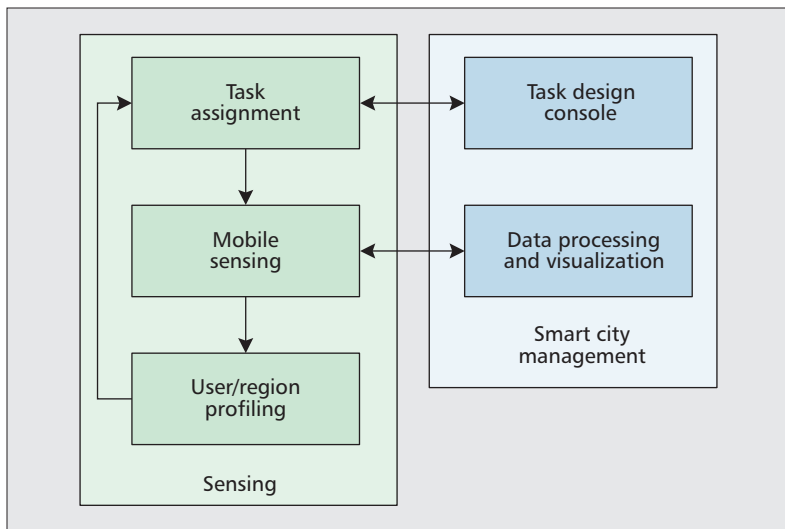 Task
assignment
Mobile
sensing
User/region
profiling
Sensing
Task design
console
Data processing
and visualization
Smart city
management